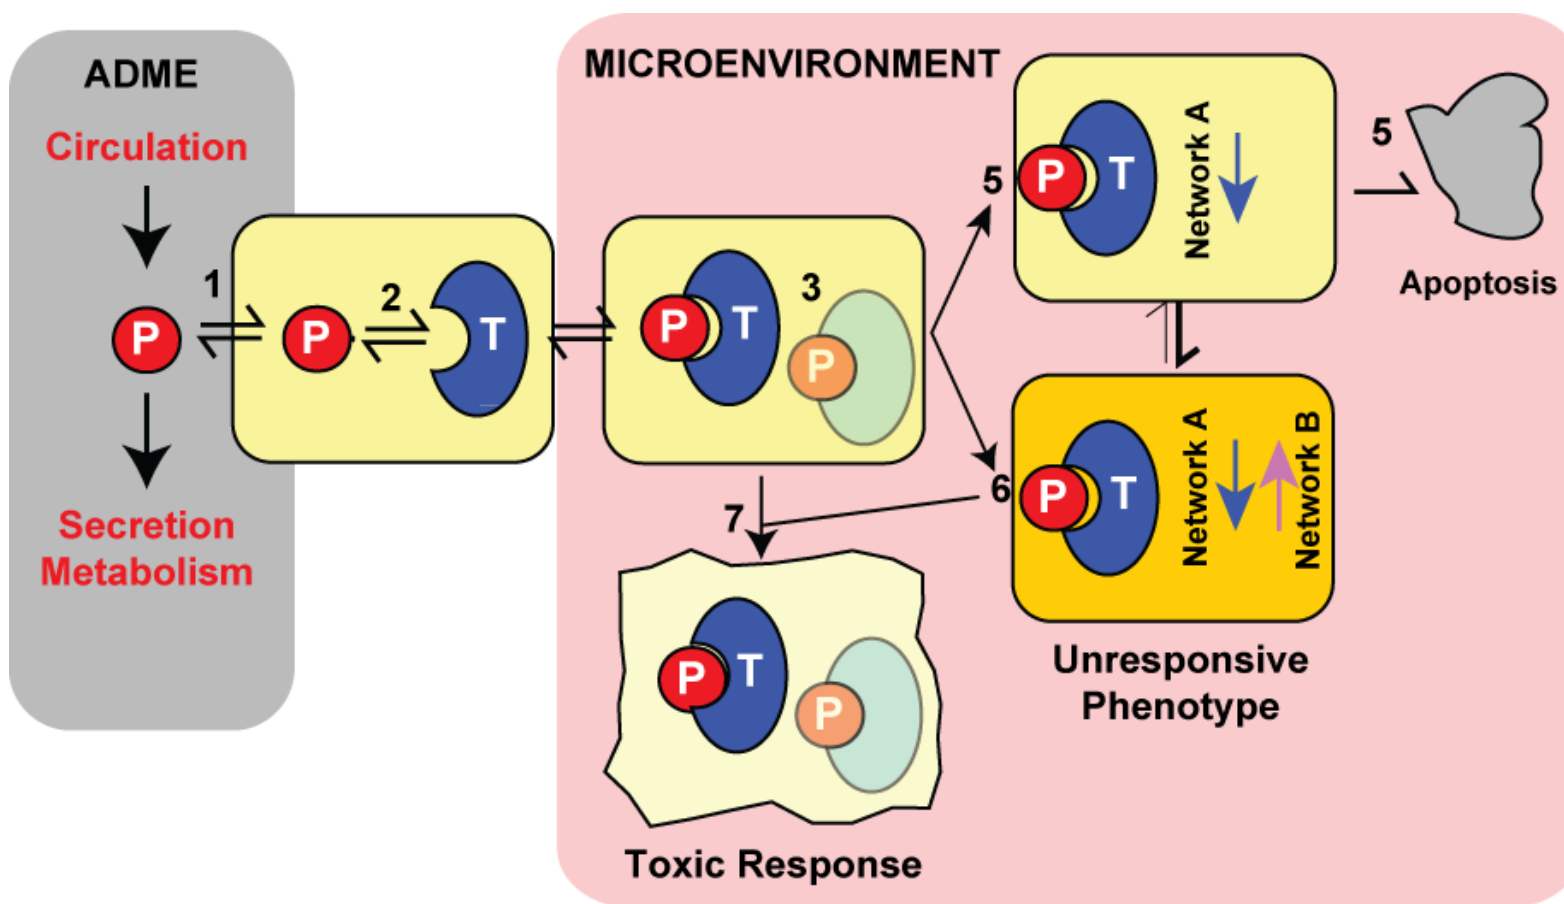 ADME
Circulation
P
Secretion
Metabolism
1
P
2
T
MICROENVIRONMENT
P
T
3
P
5
P
T
Network A
5
Apoptosis
6
P
T
Network A
Network B
Unresponsive
Phenotype
7
P
T
P
Toxic Response